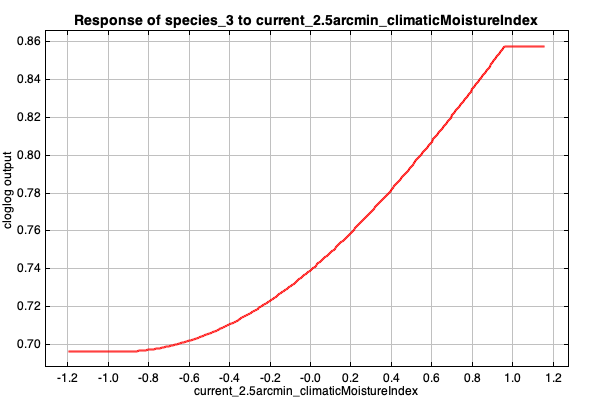 Response of species_3 to current_2.5arcmin_climaticMoistureIndex
0.86
0.84
0.82
0.80
0.78
0.76
0.74
0.72
0.70
cloglog output
-1.2 -1.0 -0.8 -0.6 -0.4 -0.2 -0.0 0.2 0.4 0.6 0.8 1.0 1.2
current_2.5arcmin_climaticMoistureIndex